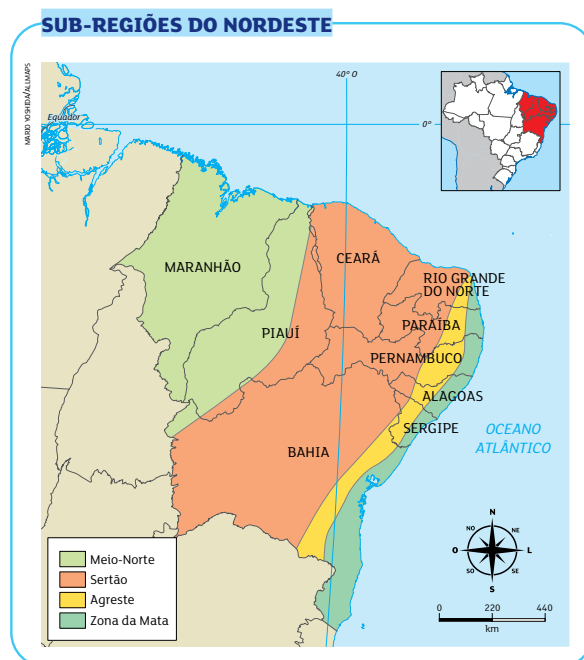 SUB-REGIÕES DO NORDESTE
MARIO YOSHIDA/ALLMAPS
40° O
Equador
0°
MARANHÃO
CEARÁ
RIO GRANDE
DO NORTE
PIAUÍ
PARAÍBA
PERNAMBUCO
ALAGOAS
SERGIPE
BAHIA
OCEANO
ATLÂNTICO
Meio-Norte
Sertão
Agreste
Zona da Mata
N
NO
NE
O
L
SO
SE
S
0 220 440
km